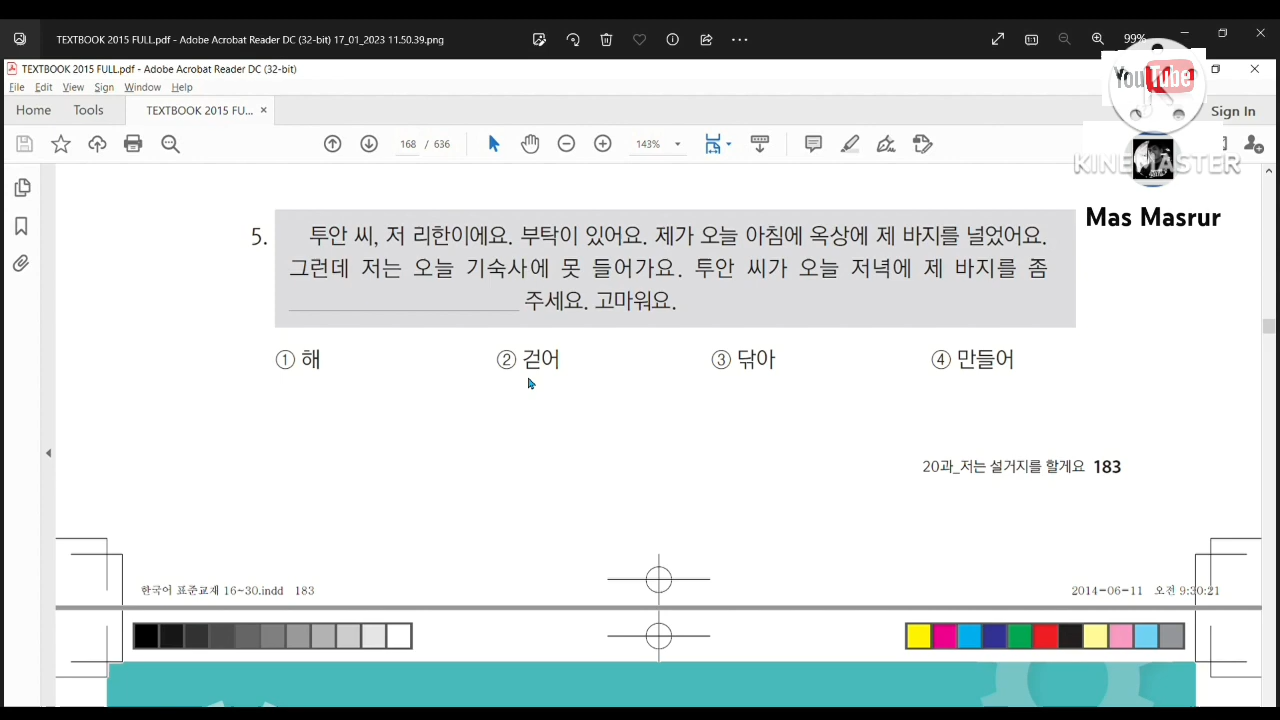 TEXTBOOK 2015 FULL.pdf - Adobe Acrobat Reader DC (32-bit) 17_01_2023 11.50.39.png
99%
TEXTBOOK 2015 FULL.pdf - Adobe Acrobat Reader DC (32-bit)
File Edit View Sign Window Help
YouTube
Home Tools TEXTBOOK 2015 FU... × Sign In
168 / 636 143%
KINEMASTER
Mas Masrur
5. 투안 씨, 저 리한이에요. 부탁이 있어요. 제가 오늘 아침에 옥상에 제 바지를 널었어요.
그런데 저는 오늘 기숙사에 못 들어가요. 투안 씨가 오늘 저녁에 제 바지를 좀
주세요. 고마워요.
① 해 ② 걷어 ③ 닦아 ④ 만들어
20과_저는 설거지를 할게요 183
한국어 표준교재 16~30.indd 183 2014-06-11 오전 9:30:21